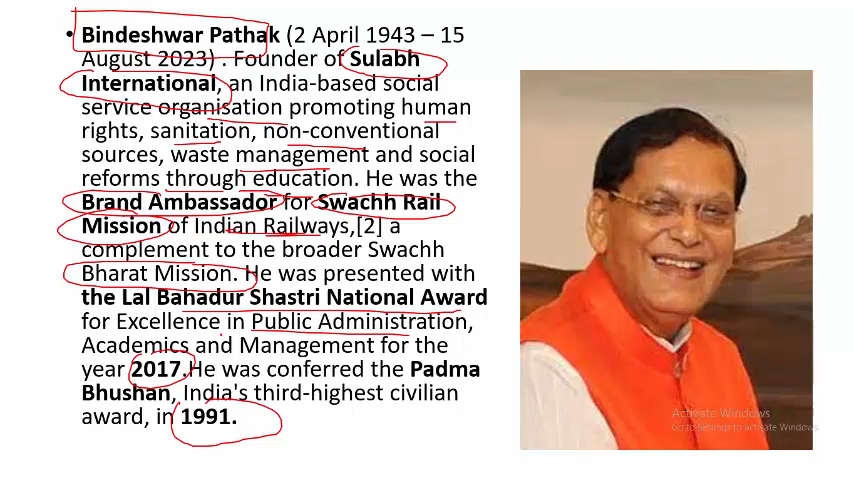 • Bindeshwar Pathak (2 April 1943 – 15
August 2023) . Founder of Sulabh
International, an India-based social
service organisation promoting human
rights, sanitation, non-conventional
sources, waste management and social
reforms through education. He was the
Brand Ambassador for Swachh Rail
Mission of Indian Railways,[2] a
complement to the broader Swachh
Bharat Mission. He was presented with
the Lal Bahadur Shastri National Award
for Excellence in Public Administration,
Academics and Management for the
year 2017.He was conferred the Padma
Bhushan, India's third-highest civilian
award, in 1991.
Activate Windows
Go to Settings to activate Windows.